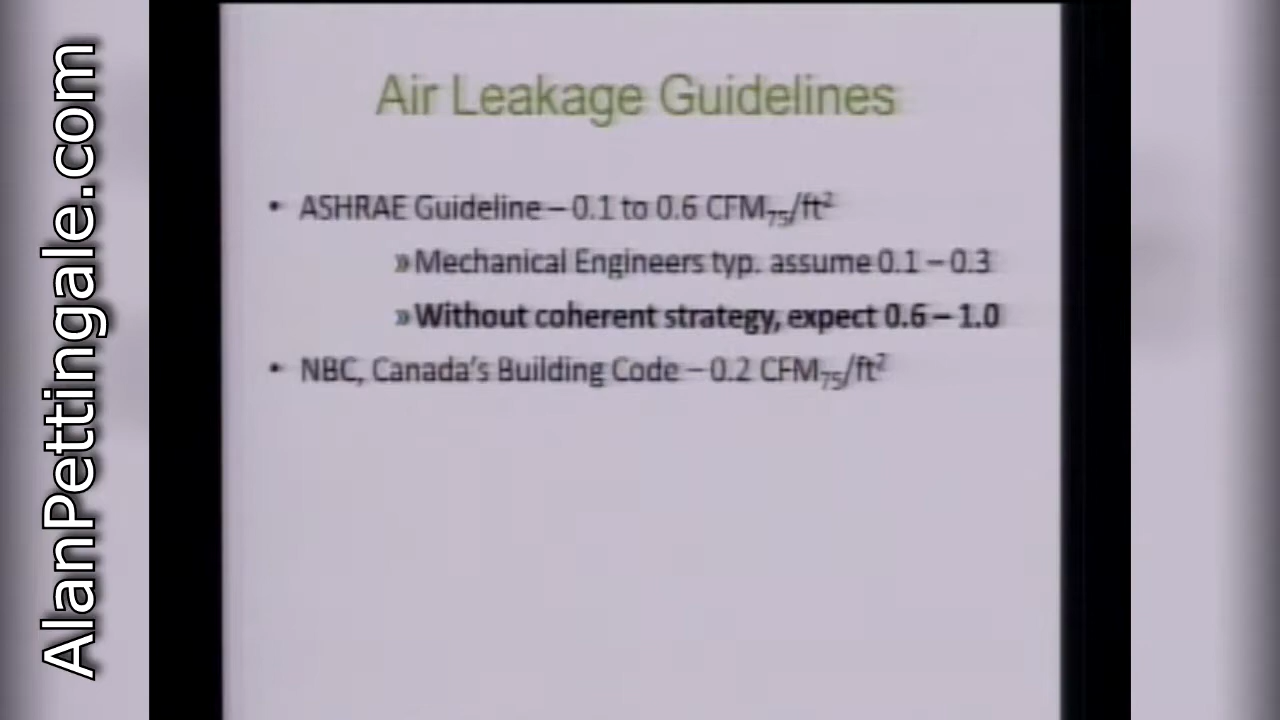 AlanPettingale.com
Air Leakage Guidelines
• ASHRAE Guideline – 0.1 to 0.6 CFM₇₅/ft²
» Mechanical Engineers typ. assume 0.1 – 0.3
» Without coherent strategy, expect 0.6 – 1.0
• NBC, Canada's Building Code – 0.2 CFM₇₅/ft²